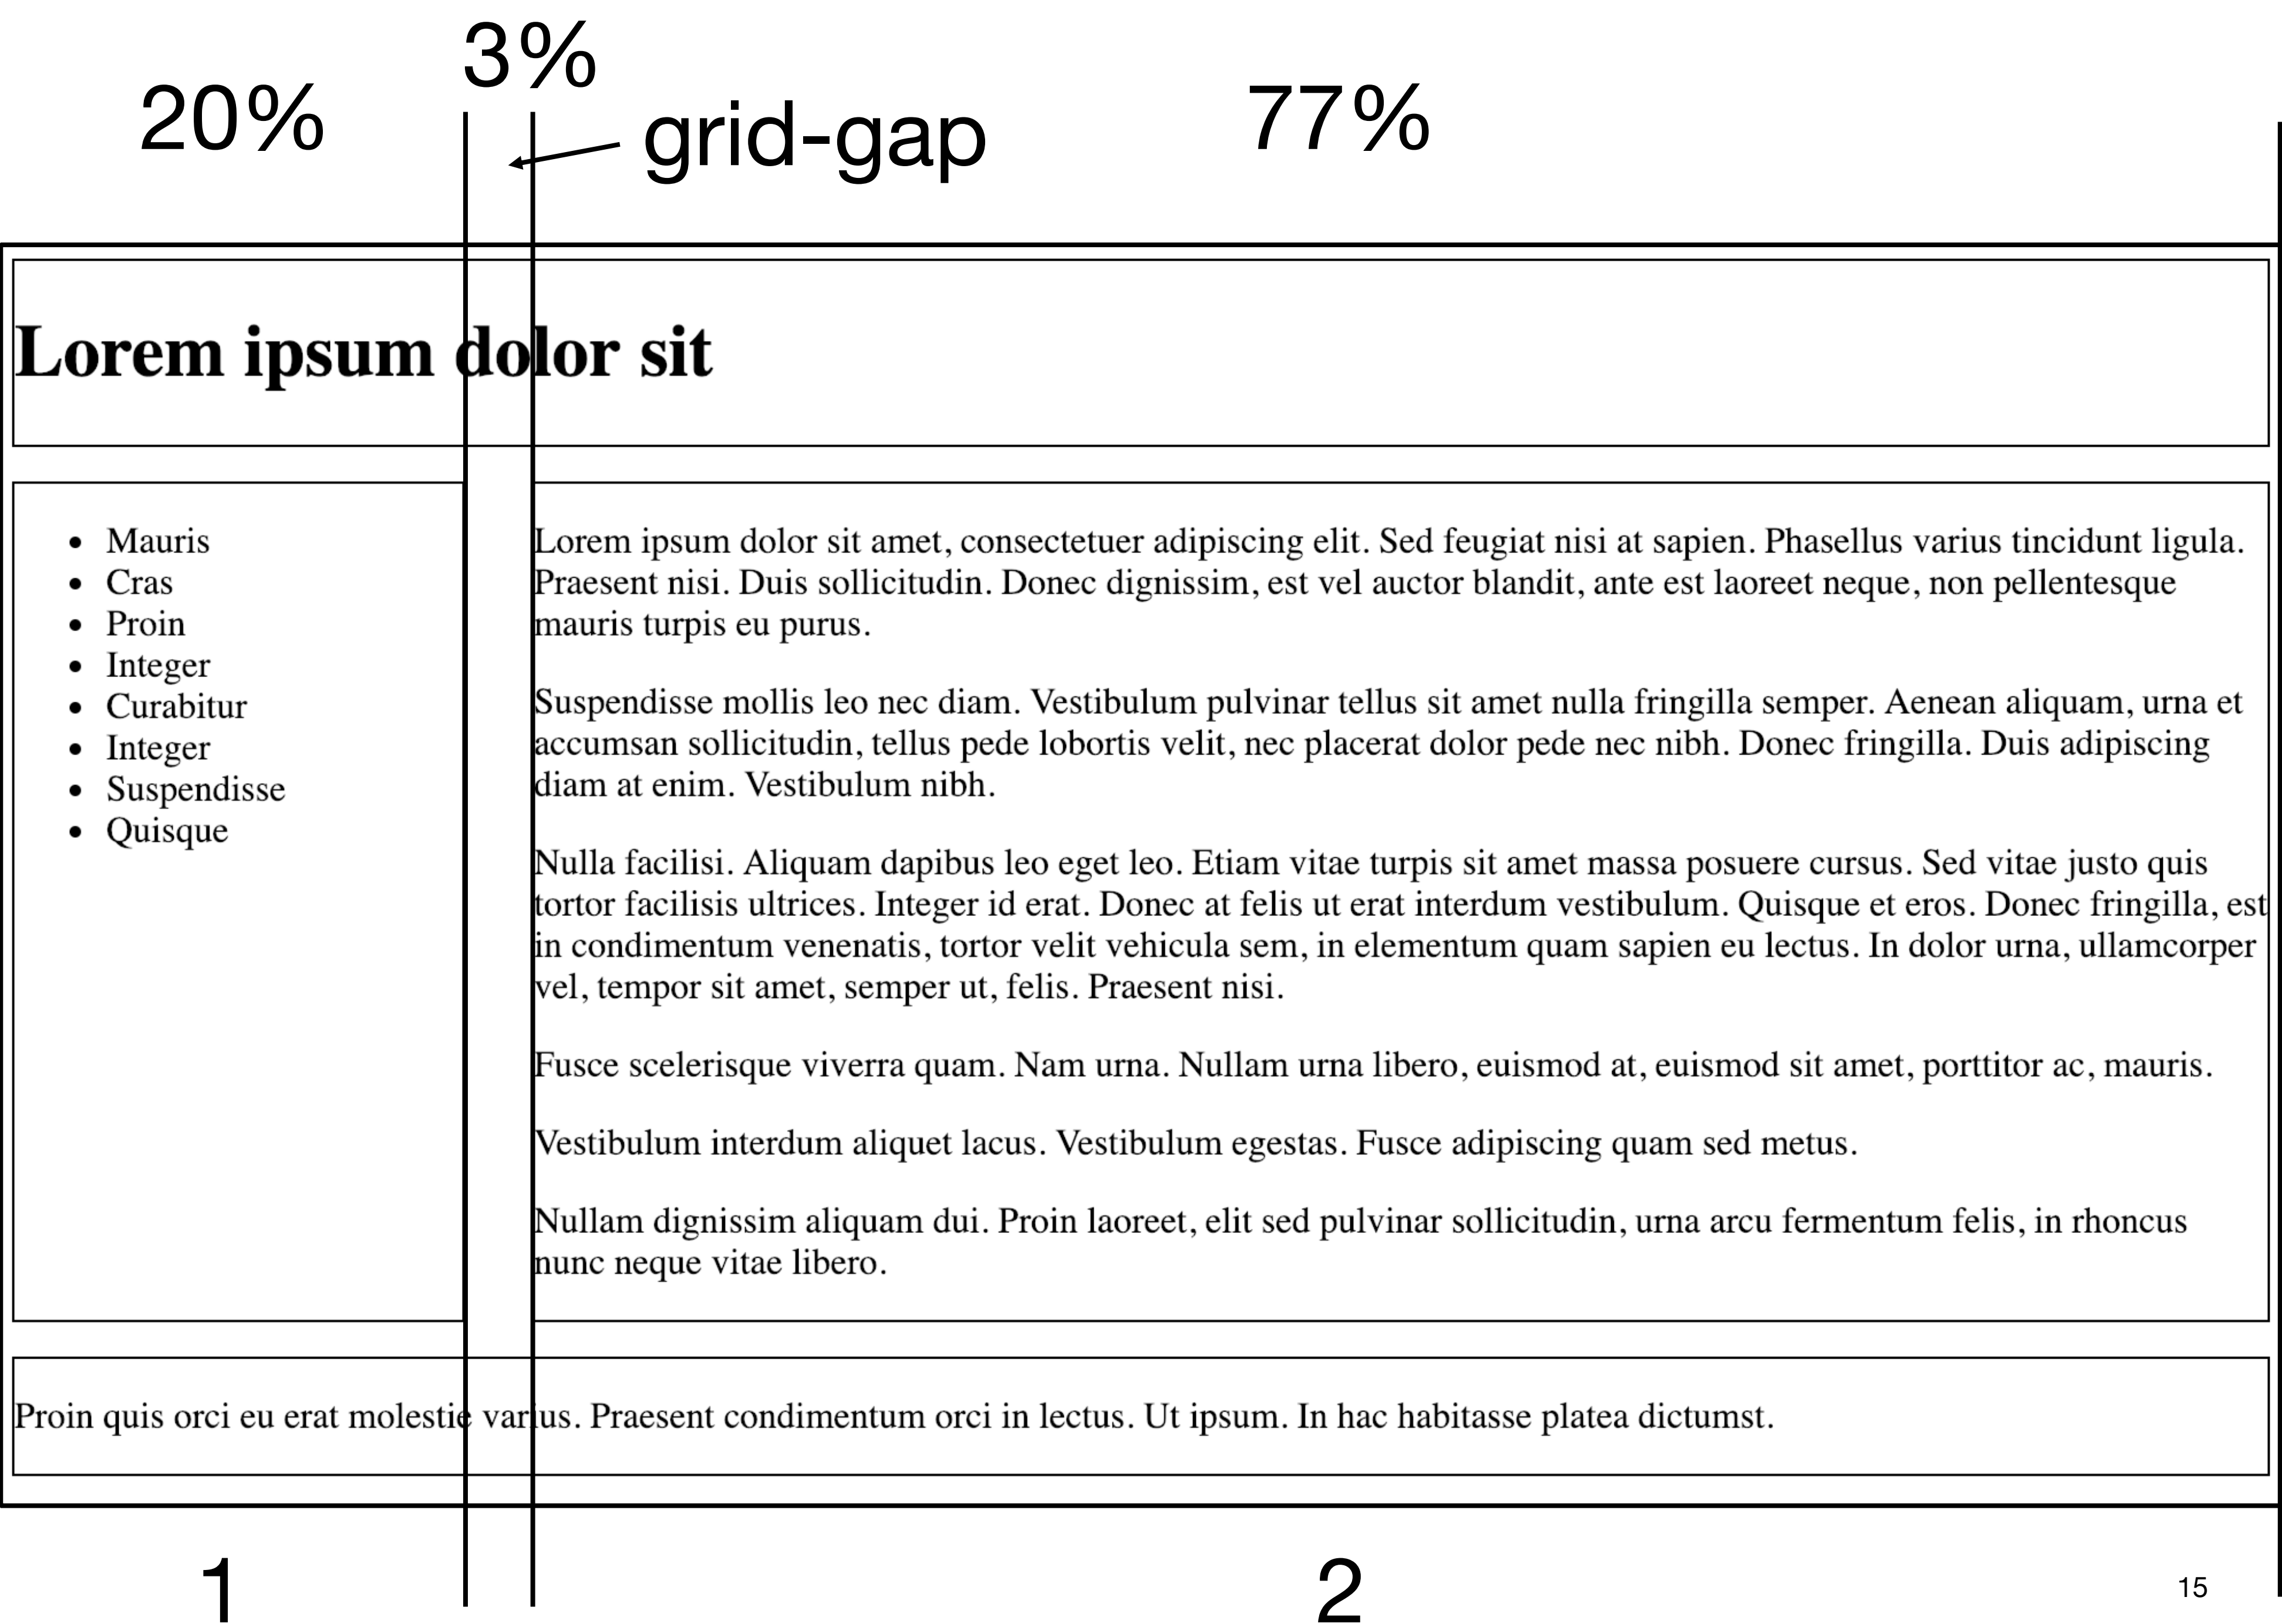 3%
20%
77%
grid-gap
Lorem ipsum dolor sit
• Mauris
• Cras
• Proin
• Integer
• Curabitur
• Integer
• Suspendisse
• Quisque
Lorem ipsum dolor sit amet, consectetuer adipiscing elit. Sed feugiat nisi at sapien. Phasellus varius tincidunt ligula.
Praesent nisi. Duis sollicitudin. Donec dignissim, est vel auctor blandit, ante est laoreet neque, non pellentesque
mauris turpis eu purus.
Suspendisse mollis leo nec diam. Vestibulum pulvinar tellus sit amet nulla fringilla semper. Aenean aliquam, urna et
accumsan sollicitudin, tellus pede lobortis velit, nec placerat dolor pede nec nibh. Donec fringilla. Duis adipiscing
diam at enim. Vestibulum nibh.
Nulla facilisi. Aliquam dapibus leo eget leo. Etiam vitae turpis sit amet massa posuere cursus. Sed vitae justo quis
tortor facilisis ultrices. Integer id erat. Donec at felis ut erat interdum vestibulum. Quisque et eros. Donec fringilla, est
in condimentum venenatis, tortor velit vehicula sem, in elementum quam sapien eu lectus. In dolor urna, ullamcorper
vel, tempor sit amet, semper ut, felis. Praesent nisi.
Fusce scelerisque viverra quam. Nam urna. Nullam urna libero, euismod at, euismod sit amet, porttitor ac, mauris.
Vestibulum interdum aliquet lacus. Vestibulum egestas. Fusce adipiscing quam sed metus.
Nullam dignissim aliquam dui. Proin laoreet, elit sed pulvinar sollicitudin, urna arcu fermentum felis, in rhoncus
nunc neque vitae libero.
Proin quis orci eu erat molestie varius. Praesent condimentum orci in lectus. Ut ipsum. In hac habitasse platea dictumst.
1
2
15